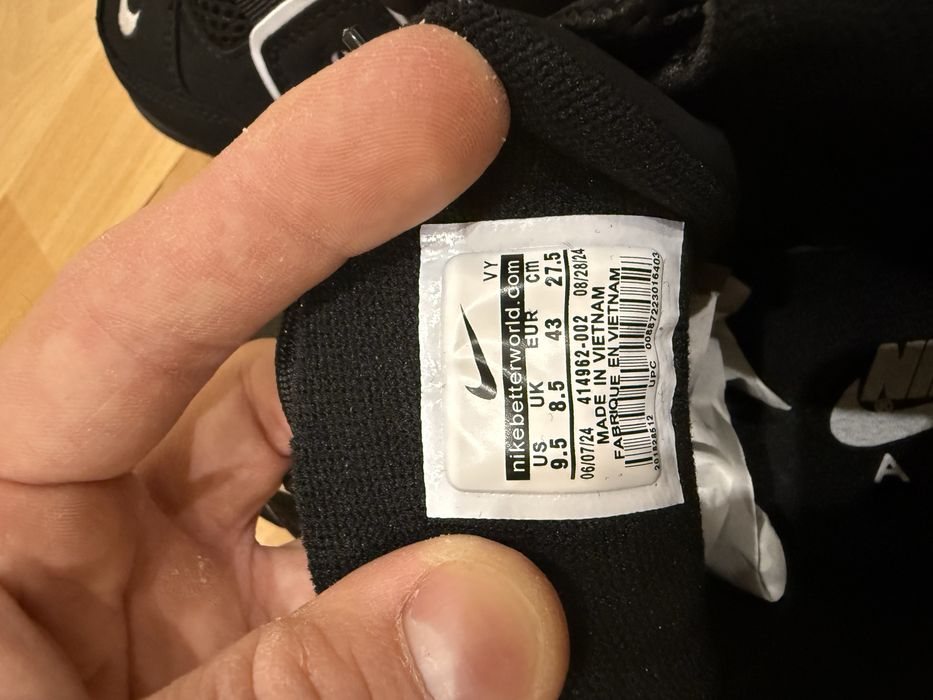 VY
nikebetterworld.com
US UK EUR cm
9.5 8.5 43 27.5
06/07/24 414962-002 08/28/24
MADE IN VIETNAM
FABRIQUE EN VIETNAM
UPC 00887223016403
A